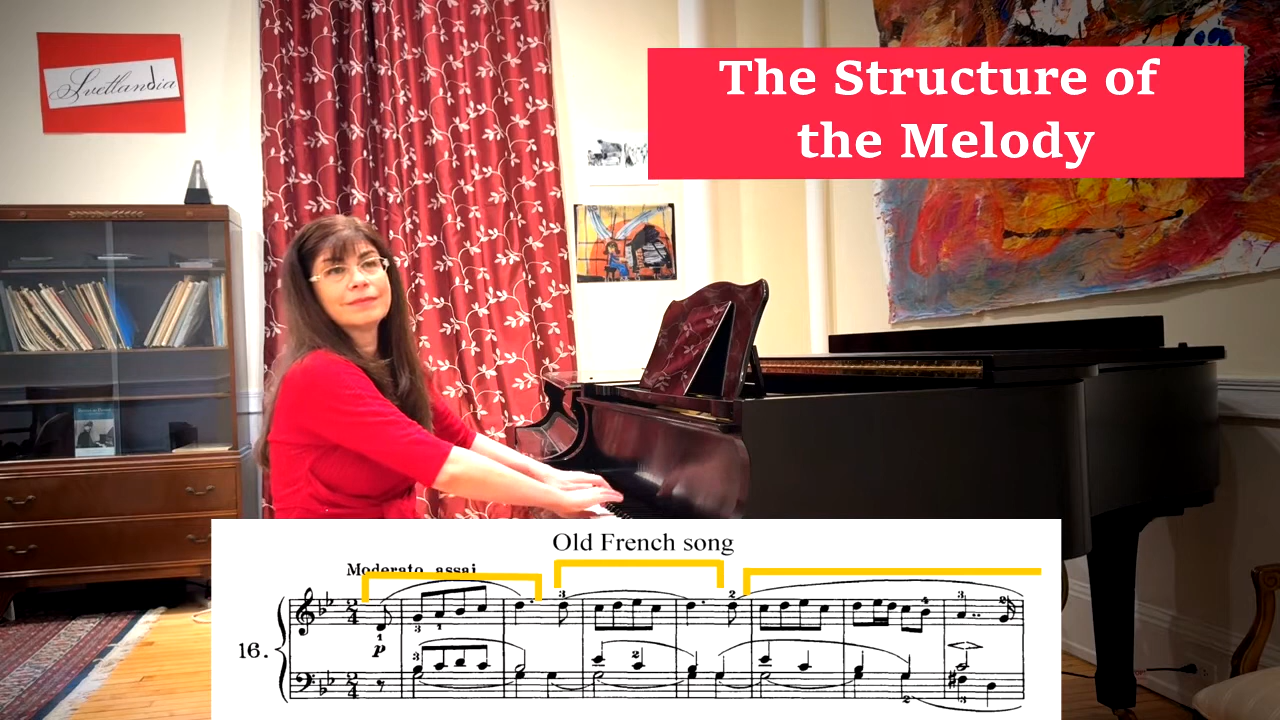 Svetlandia
The Structure of
the Melody
Old French song
Moderato assai
16.
p